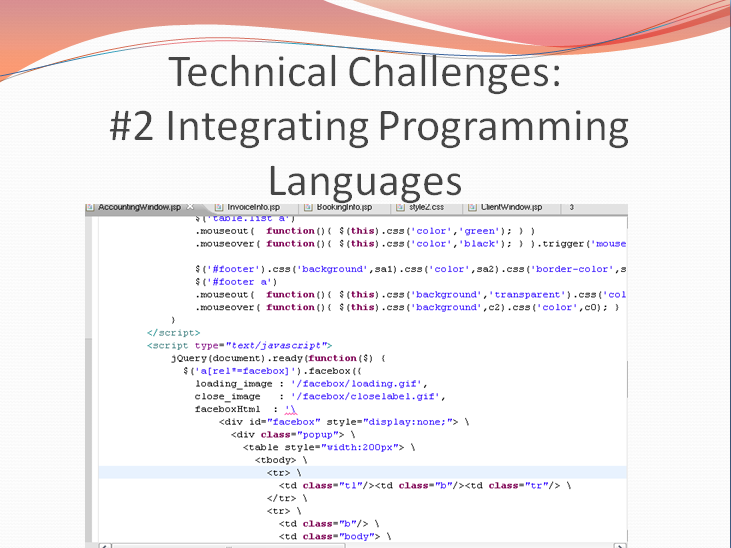 Technical Challenges:
#2 Integrating Programming
Languages
AccountingWindow.jsp InvoiceInfo.jsp BookingInfo.jsp style2.css ClientWindow.jsp 3
$('table.list a')
.mouseout( function(){ $(this).css('color','green'); } )
.mouseover( function(){ $(this).css('color','black'); } ).trigger('mouse
$('#footer').css('background',sa1).css('color',sa2).css('border-color',s
$('#footer a')
.mouseout( function(){ $(this).css('background','transparent').css('col
.mouseover( function(){ $(this).css('background',c2).css('color',c0); }
}
</script>
<script type="text/javascript">
jQuery(document).ready(function($) {
$('a[rel*=facebox]').facebox({
loading_image : '/facebox/loading.gif',
close_image : '/facebox/closelabel.gif',
faceboxHtml : '\
<div id="facebox" style="display:none;"> \
<div class="popup"> \
<table style="width:200px"> \
<tbody> \
<tr> \
<td class="tl"/><td class="b"/><td class="tr"/> \
</tr> \
<tr> \
<td class="b"/> \
<td class="body"> \